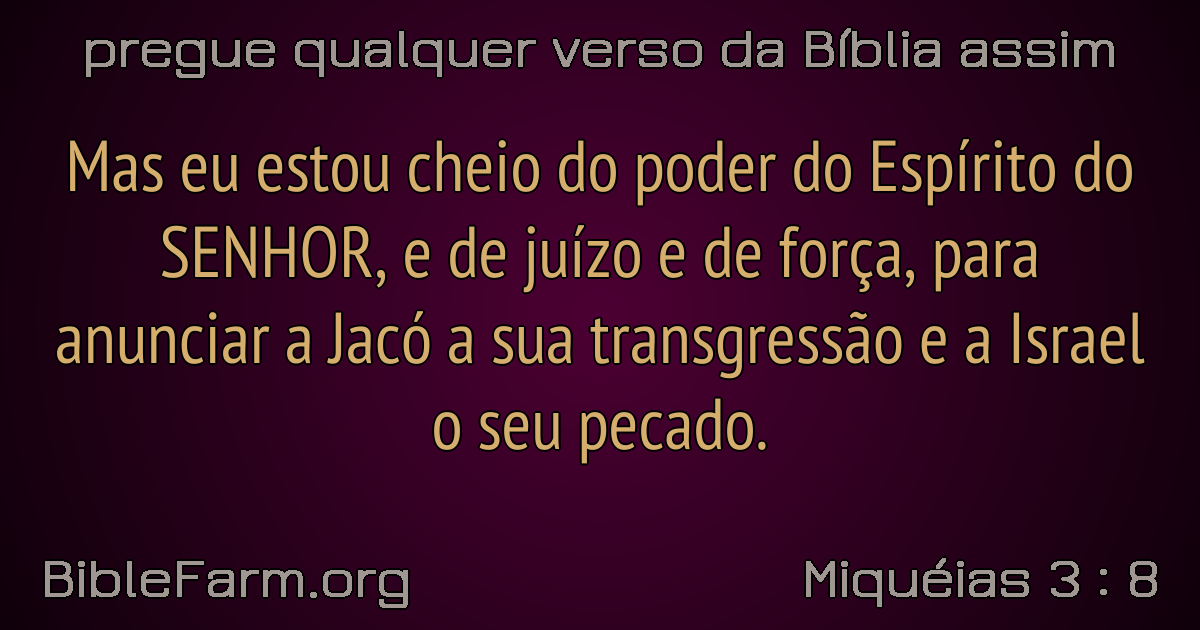 pregue qualquer verso da Bíblia assim
Mas eu estou cheio do poder do Espírito do
SENHOR, e de juízo e de força, para
anunciar a Jacó a sua transgressão e a Israel
o seu pecado.
BibleFarm.org
Miquéias 3 : 8